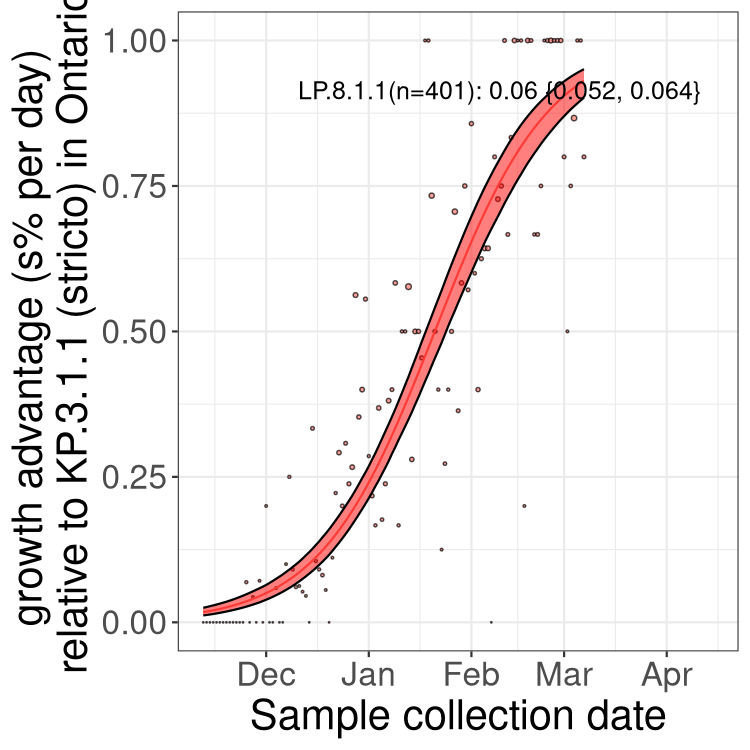 growth advantage (s% per day)
relative to KP.3.1.1 (stricto) in Ontario
1.00
0.75
0.50
0.25
0.00
LP.8.1.1(n=401): 0.06 {0.052, 0.064}
Dec Jan Feb Mar Apr
Sample collection date